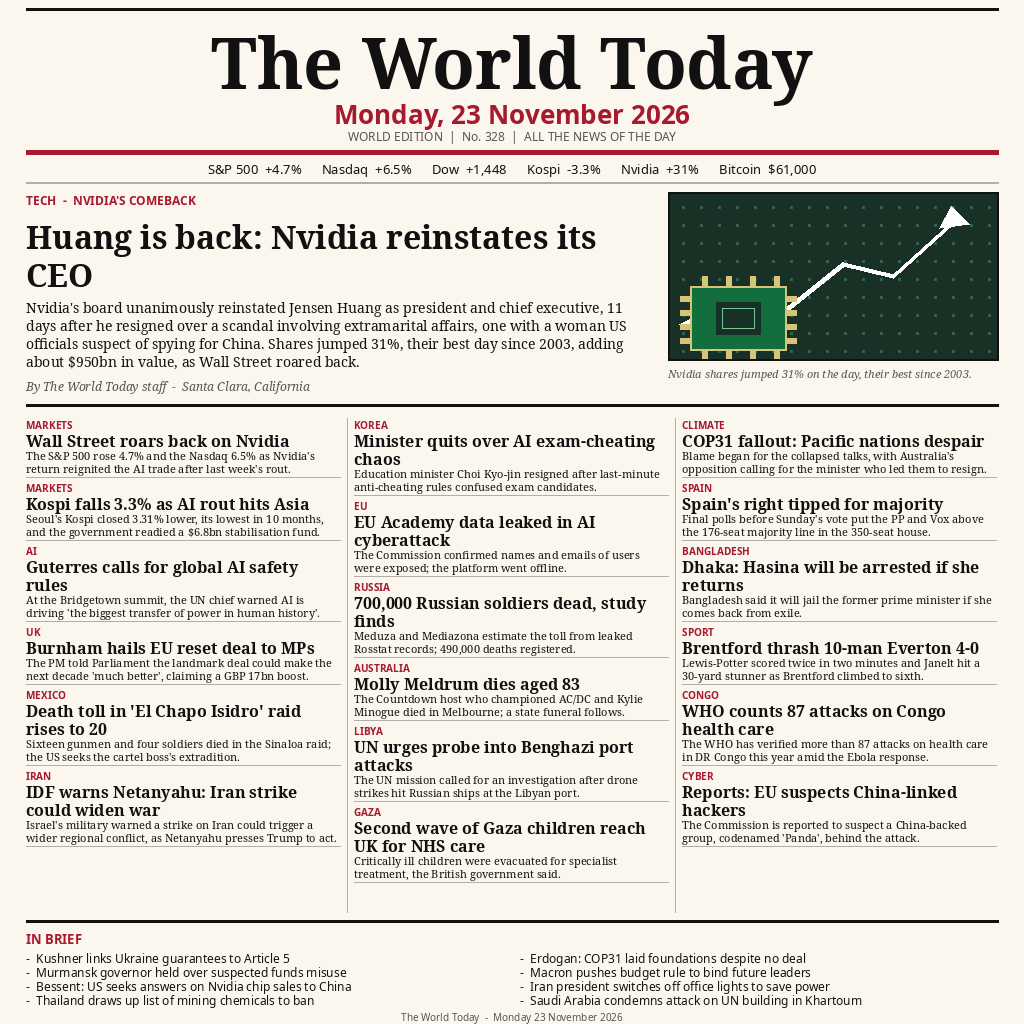 The World Today
Monday, 23 November 2026
WORLD EDITION | No. 328 | ALL THE NEWS OF THE DAY
S&P 500 +4.7% Nasdaq +6.5% Dow +1,448 Kospi -3.3% Nvidia +31% Bitcoin $61,000
TECH - NVIDIA'S COMEBACK
Huang is back: Nvidia reinstates its
CEO
Nvidia's board unanimously reinstated Jensen Huang as president and chief executive, 11
days after he resigned over a scandal involving extramarital affairs, one with a woman US
officials suspect of spying for China. Shares jumped 31%, their best day since 2003, adding
about $950bn in value, as Wall Street roared back.
By The World Today staff - Santa Clara, California
Nvidia shares jumped 31% on the day, their best since 2003.
MARKETS
Wall Street roars back on Nvidia
The S&P 500 rose 4.7% and the Nasdaq 6.5% as Nvidia's
return reignited the AI trade after last week's rout.
MARKETS
Kospi falls 3.3% as AI rout hits Asia
Seoul's Kospi closed 3.31% lower, its lowest in 10 months,
and the government readied a $6.8bn stabilisation fund.
AI
Guterres calls for global AI safety
rules
At the Bridgetown summit, the UN chief warned AI is
driving 'the biggest transfer of power in human history'.
UK
Burnham hails EU reset deal to MPs
The PM told Parliament the landmark deal could make the
next decade 'much better', claiming a GBP 17bn boost.
MEXICO
Death toll in 'El Chapo Isidro' raid
rises to 20
Sixteen gunmen and four soldiers died in the Sinaloa raid;
the US seeks the cartel boss's extradition.
IRAN
IDF warns Netanyahu: Iran strike
could widen war
Israel's military warned a strike on Iran could trigger a
wider regional conflict, as Netanyahu presses Trump to act.
KOREA
Minister quits over AI exam-cheating
chaos
Education minister Choi Kyo-jin resigned after last-minute
anti-cheating rules confused exam candidates.
EU
EU Academy data leaked in AI
cyberattack
The Commission confirmed names and emails of users
were exposed; the platform went offline.
RUSSIA
700,000 Russian soldiers dead, study
finds
Meduza and Mediazona estimate the toll from leaked
Rosstat records; 490,000 deaths registered.
AUSTRALIA
Molly Meldrum dies aged 83
The Countdown host who championed AC/DC and Kylie
Minogue died in Melbourne; a state funeral follows.
LIBYA
UN urges probe into Benghazi port
attacks
The UN mission called for an investigation after drone
strikes hit Russian ships at the Libyan port.
GAZA
Second wave of Gaza children reach
UK for NHS care
Critically ill children were evacuated for specialist
treatment, the British government said.
CLIMATE
COP31 fallout: Pacific nations despair
Blame began for the collapsed talks, with Australia's
opposition calling for the minister who led them to resign.
SPAIN
Spain's right tipped for majority
Final polls before Sunday's vote put the PP and Vox above
the 176-seat majority line in the 350-seat house.
BANGLADESH
Dhaka: Hasina will be arrested if she
returns
Bangladesh said it will jail the former prime minister if she
comes back from exile.
SPORT
Brentford thrash 10-man Everton 4-0
Lewis-Potter scored twice in two minutes and Janelt hit a
30-yard stunner as Brentford climbed to sixth.
CONGO
WHO counts 87 attacks on Congo
health care
The WHO has verified more than 87 attacks on health care
in DR Congo this year amid the Ebola response.
CYBER
Reports: EU suspects China-linked
hackers
The Commission is reported to suspect a China-backed
group, codenamed 'Panda', behind the attack.
IN BRIEF
- Kushner links Ukraine guarantees to Article 5
- Murmansk governor held over suspected funds misuse
- Bessent: US seeks answers on Nvidia chip sales to China
- Thailand draws up list of mining chemicals to ban
- Erdogan: COP31 laid foundations despite no deal
- Macron pushes budget rule to bind future leaders
- Iran president switches off office lights to save power
- Saudi Arabia condemns attack on UN building in Khartoum
The World Today - Monday 23 November 2026